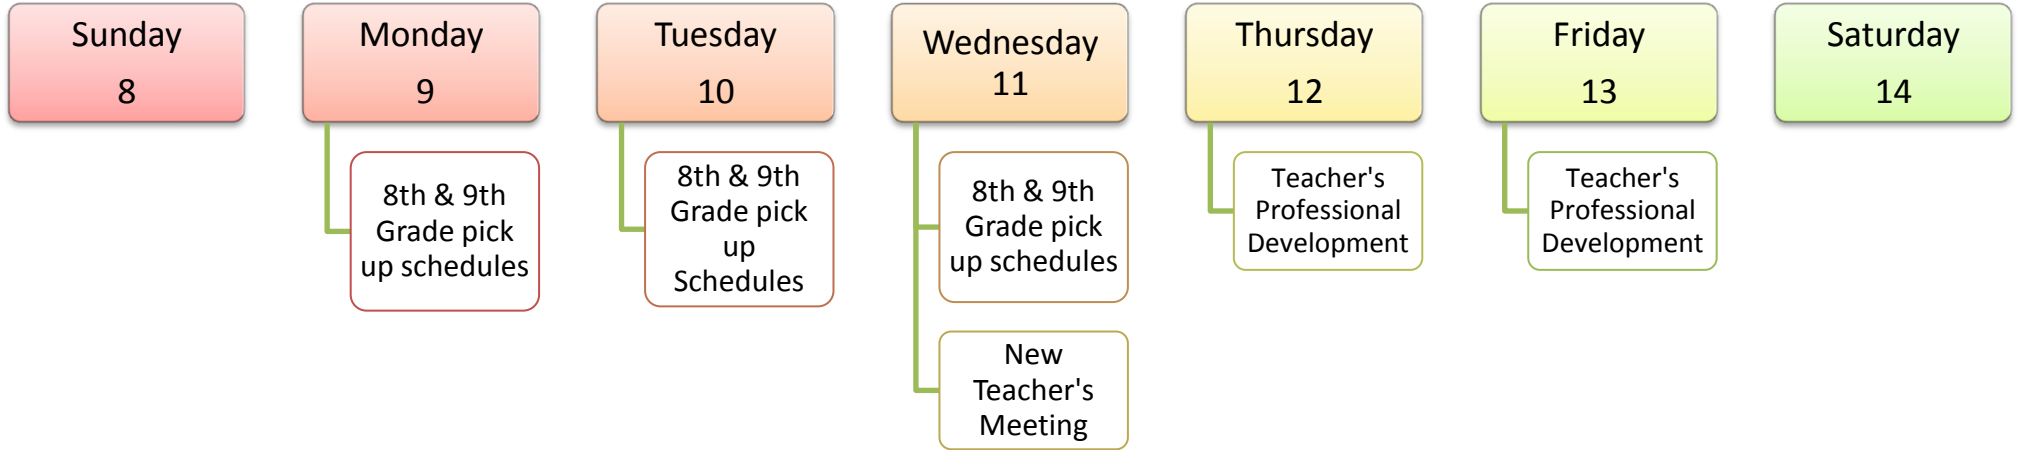 Sunday
8
Monday
9
8th & 9th
Grade pick
up schedules
Tuesday
10
8th & 9th
Grade pick
up
Schedules
Wednesday
11
8th & 9th
Grade pick
up schedules
New
Teacher's
Meeting
Thursday
12
Teacher's
Professional
Development
Friday
13
Teacher's
Professional
Development
Saturday
14